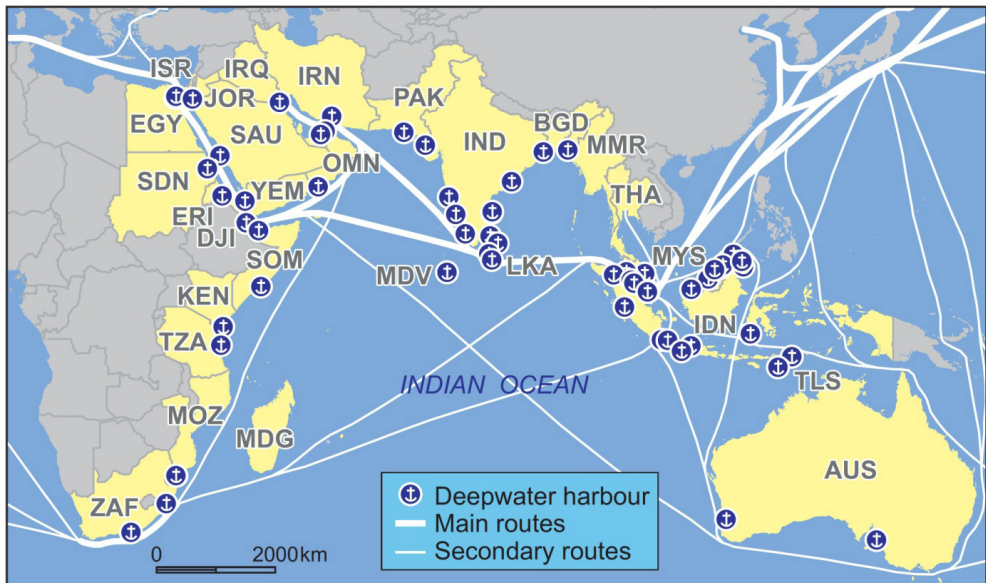 ISR
IRQ
IRN
JOR
PAK
EGY
SAU
IND
BGD
MMR
OMN
SDN
YEM
THA
ERI
DJI
SOM
MDV
LKA
MYS
KEN
IDN
TZA
INDIAN OCEAN
TLS
MOZ
MDG
AUS
ZAF
Deepwater harbour
Main routes
Secondary routes
0 2000km